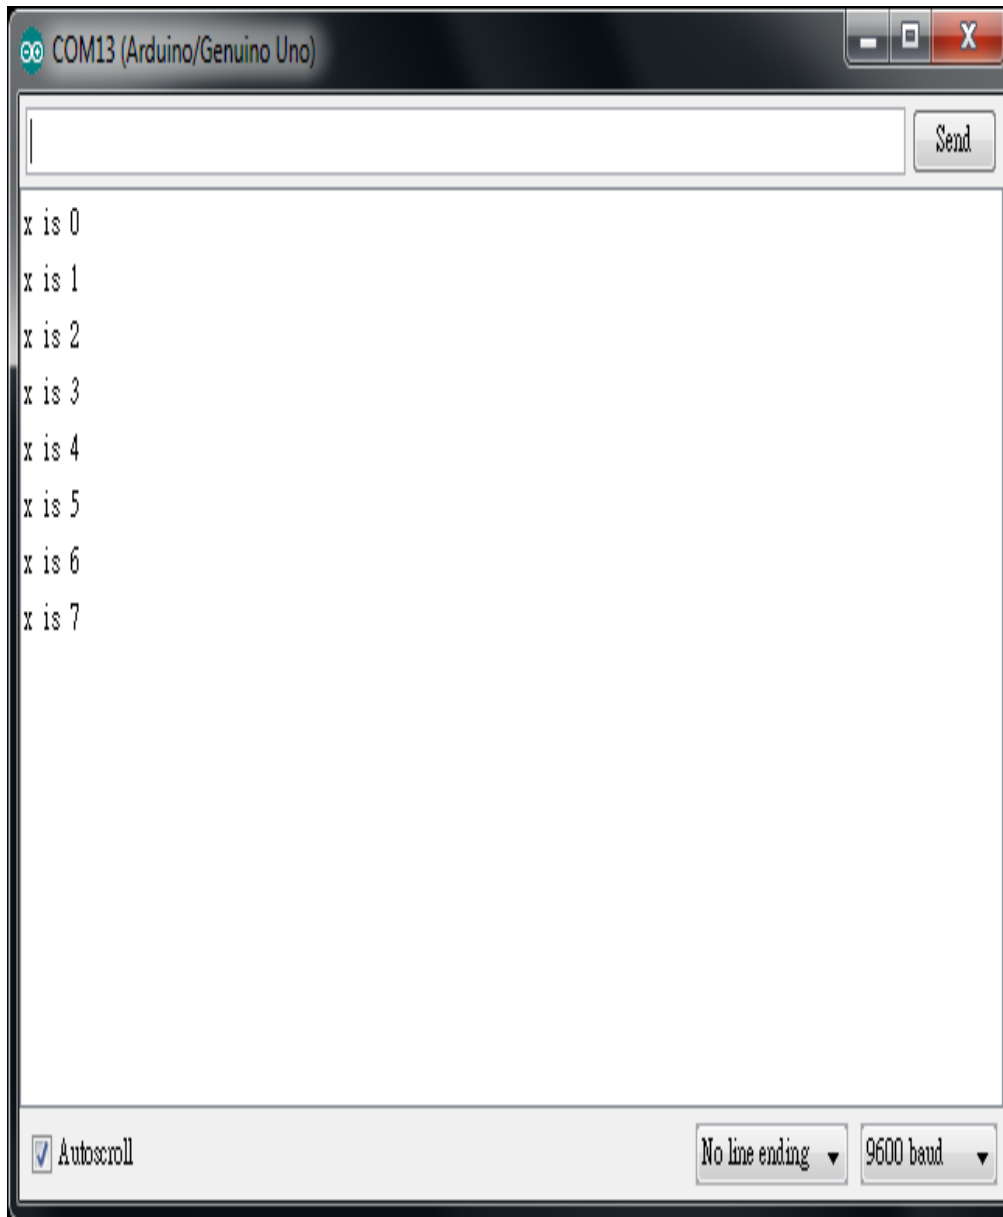 COM13 (Arduino/Genuino Uno)
Send
x is 0
x is 1
x is 2
x is 3
x is 4
x is 5
x is 6
x is 7
Autoscroll
No line ending
9600 baud